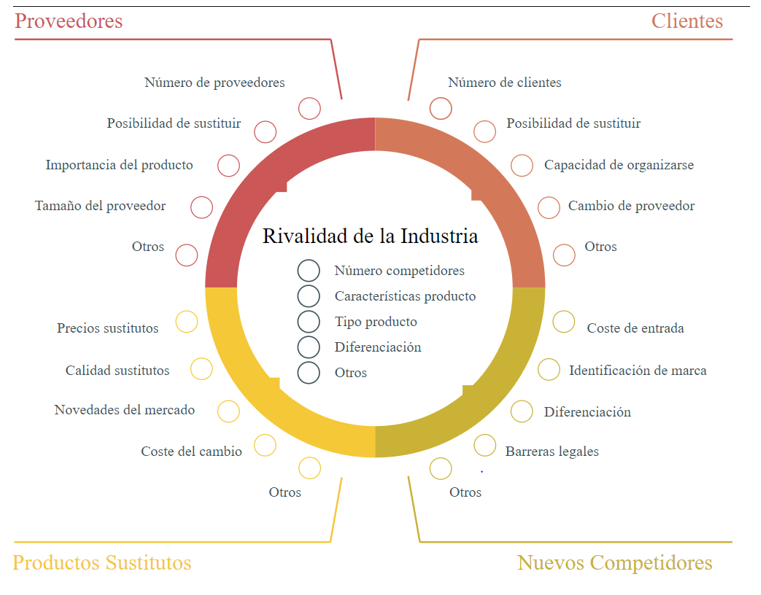 Proveedores
Clientes
Número de proveedores
Posibilidad de sustituir
Importancia del producto
Tamaño del proveedor
Otros
Número de clientes
Posibilidad de sustituir
Capacidad de organizarse
Cambio de proveedor
Otros
Rivalidad de la Industria
Número competidores
Características producto
Tipo producto
Diferenciación
Otros
Precios sustitutos
Calidad sustitutos
Novedades del mercado
Coste del cambio
Otros
Coste de entrada
Identificación de marca
Diferenciación
Barreras legales
Otros
Productos Sustitutos
Nuevos Competidores